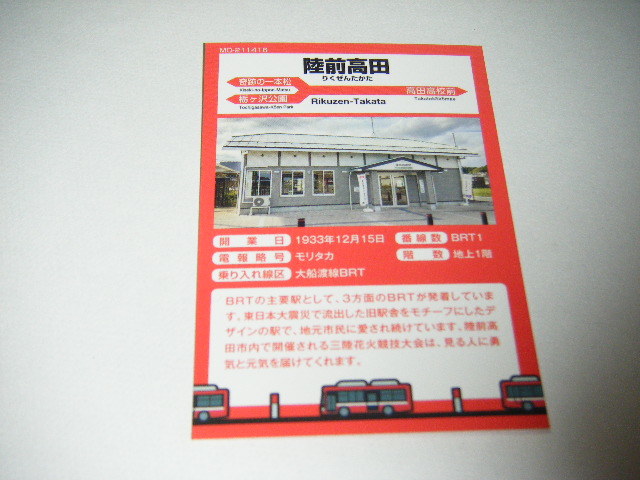 MO-211416
陸前高田
りくぜんたかた
奇跡の一本松
栃ヶ沢公園
高田高校前
Rikuzen-Takata
開業日 1933年12月15日 番線数 BRT1
電報略号 モリタカ 階数 地上1階
乗り入れ線区 大船渡線BRT
BRTの主要駅として、3方面のBRTが発着していま
す。東日本大震災で流出した旧駅舎をモチーフにした
デザインの駅で、地元市民に愛され続けています。陸前高
田市内で開催される三陸花火競技大会は、見る人に勇
気と元気を届けてくれます。